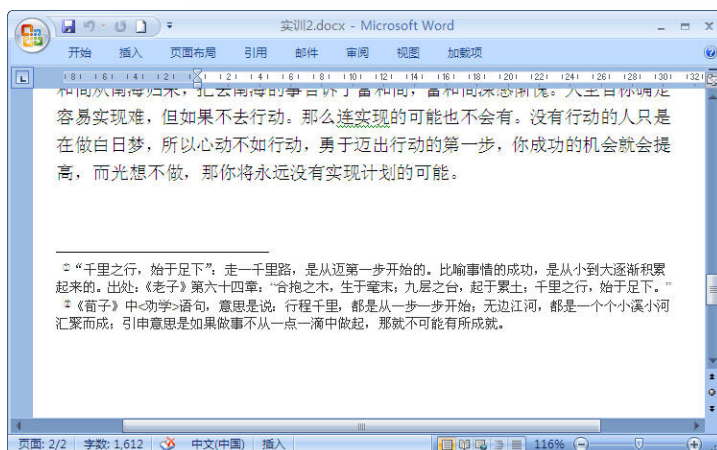 实训2.docx - Microsoft Word
开始 插入 页面布局 引用 邮件 审阅 视图 加载项
容易实现难，但如果不去行动。那么连实现的可能也不会有。没有行动的人只是
在做白日梦，所以心动不如行动，勇于迈出行动的第一步，你成功的机会就会提
高，而光想不做，那你将永远没有实现计划的可能。
“千里之行，始于足下”：走一千里路，是从迈第一步开始的。比喻事情的成功，是从小到大逐渐积累
起来的。出处：《老子》第六十四章：“合抱之木，生于毫末；九层之台，起于累土；千里之行，始于足下。”
《荀子》中<劝学>语句，意思是说：行程千里，都是从一步一步开始；无边江河，都是一个个小溪小河
汇聚而成；引申意思是如果做事不从一点一滴中做起，那就不可能有所成就。
页面: 2/2 字数: 1,612 中文(中国) 插入 116%